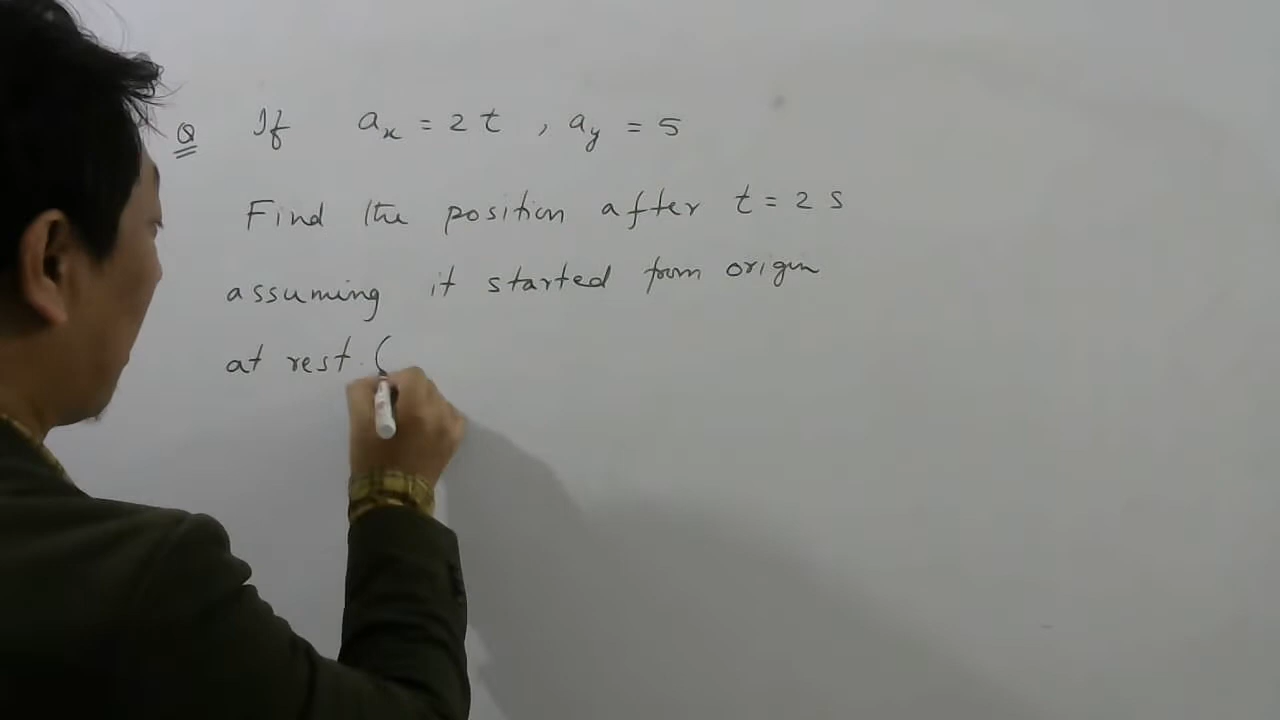 Q If ax = 2t , ay = 5
Find the position after t = 2 s
assuming it started from origin
at rest. (